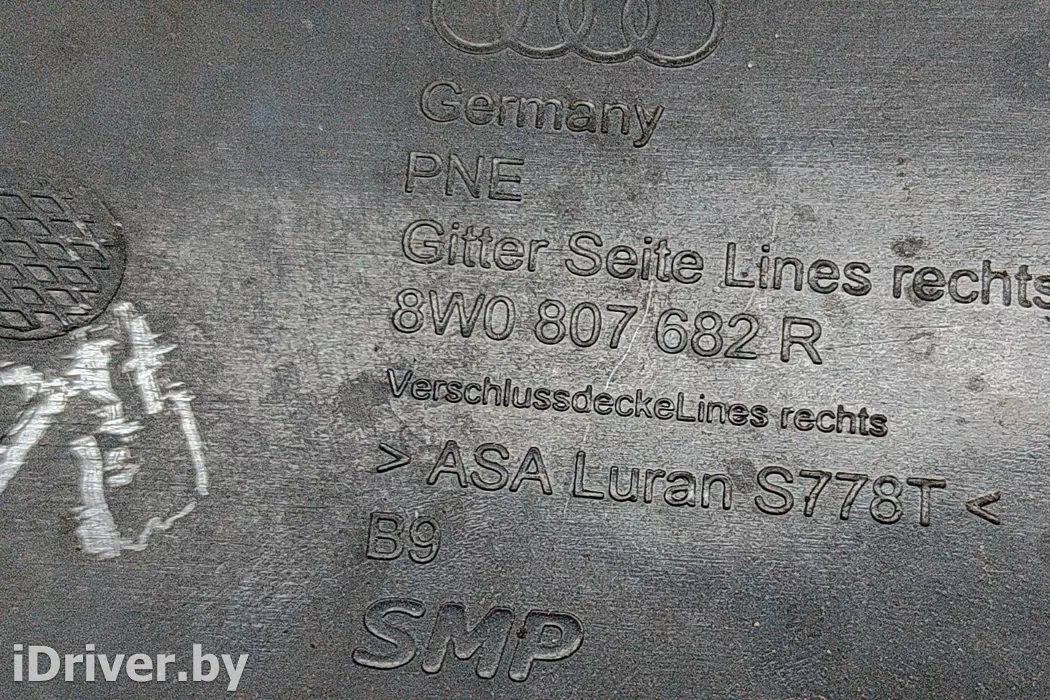 Germany
PNE
Gitter Seite Lines rechts
8W0 807 682 R
VerschlussdeckeLines rechts
> ASA Luran S778T <
B9
SMP
iDriver.by